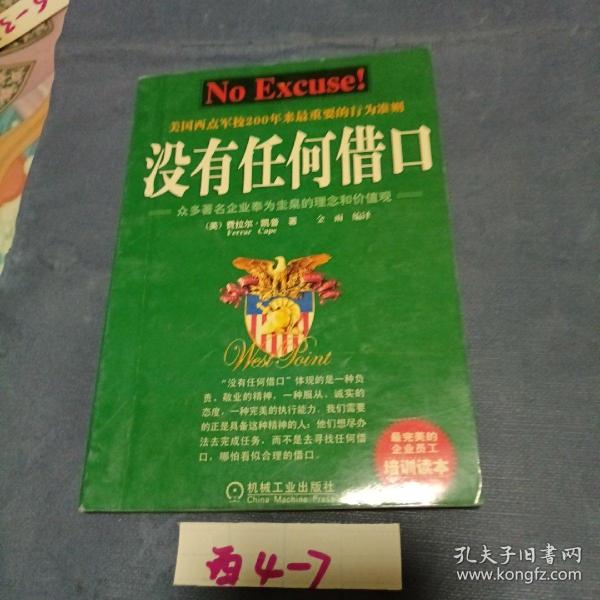 No Excuse!
美国西点军校200年来最重要的行为准则
没有任何借口
众多著名企业奉为圭臬的理念和价值观
(美) 费拉尔·凯普 著 金雨 编译
Ferrar Cape
West Point
“没有任何借口”体现的是一种负
责、敬业的精神,一种服从、诚实的
态度,一种完美的执行能力。我们需要
的正是具备这种精神的人:他们想尽办
法去完成任务,而不是去寻找任何借
口,哪怕看似合理的借口。
最完美的
企业员工
培训读本
机械工业出版社
China Machine Press
西4-7
孔夫子旧书网
www.kongfz.com